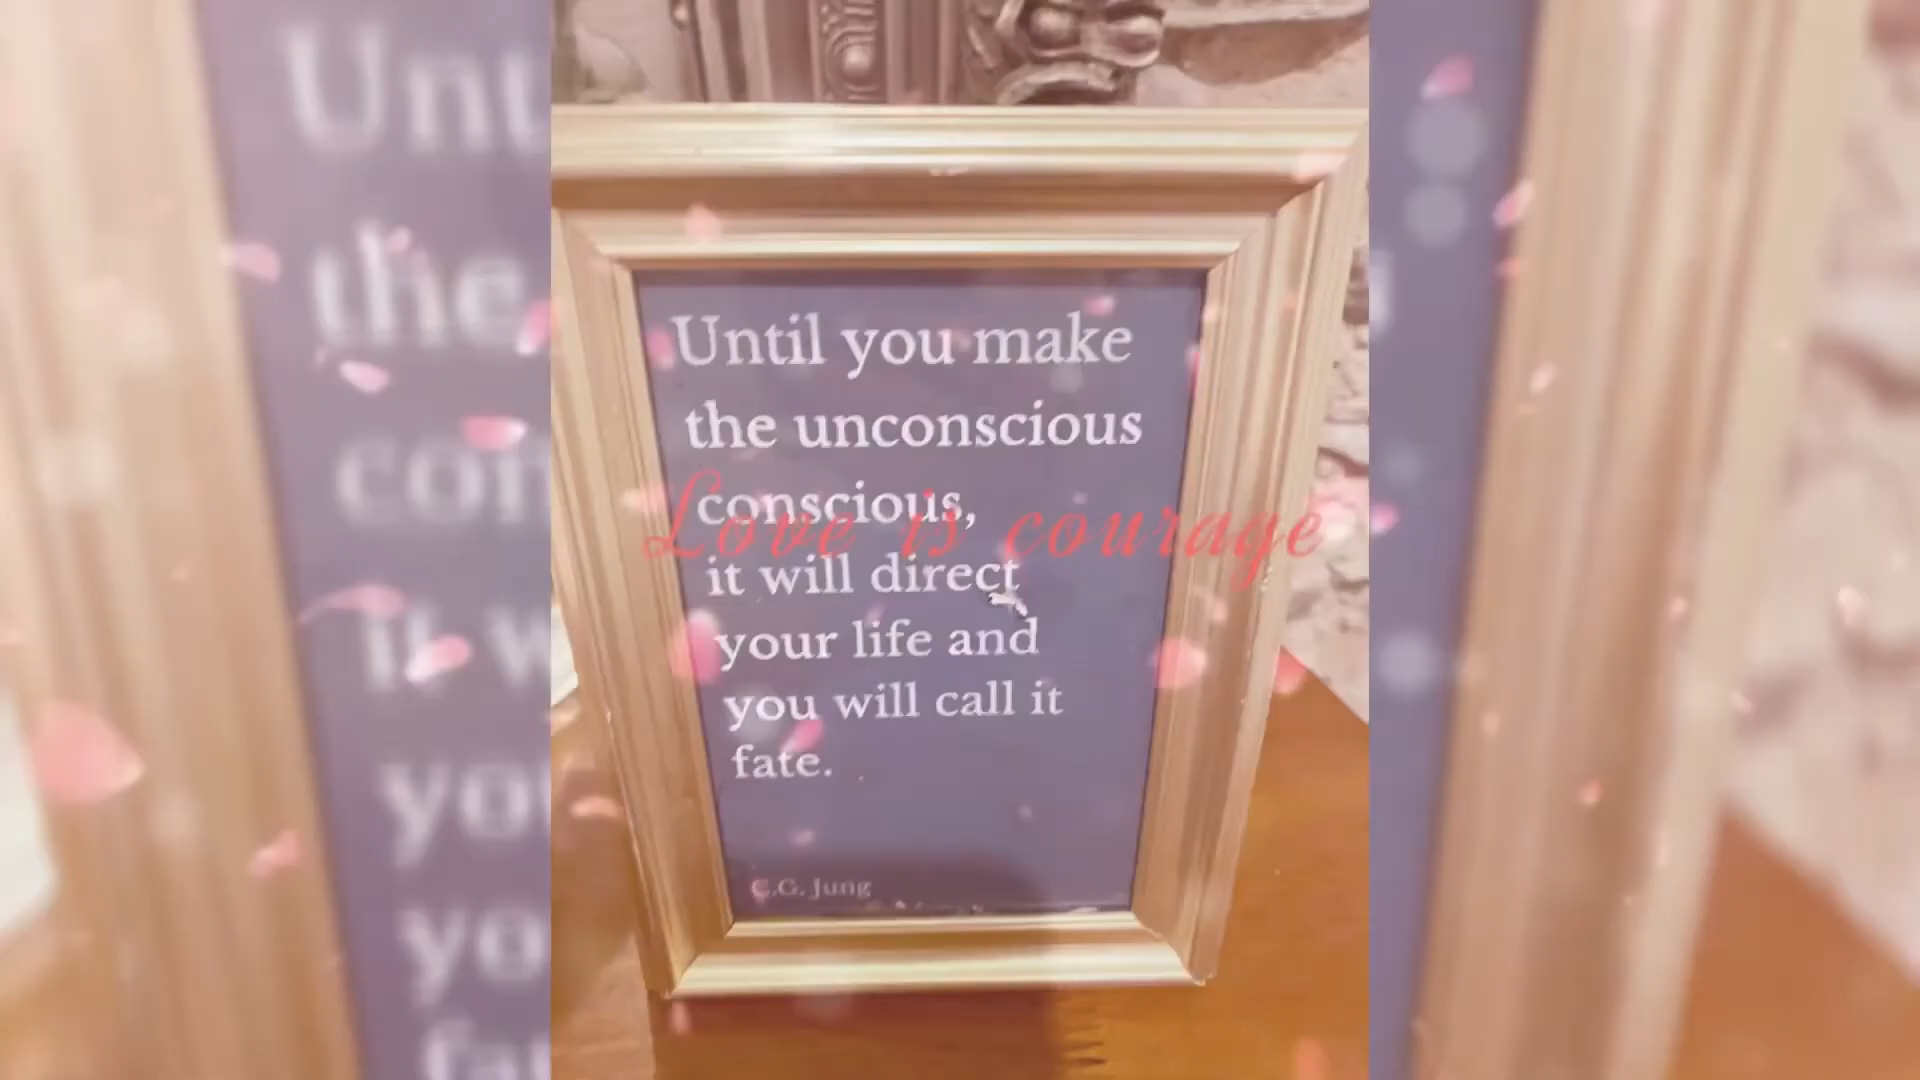 Until you make
the unconscious
conscious,
Love is courage
it will direct
your life and
you will call it
fate.
C.G. Jung